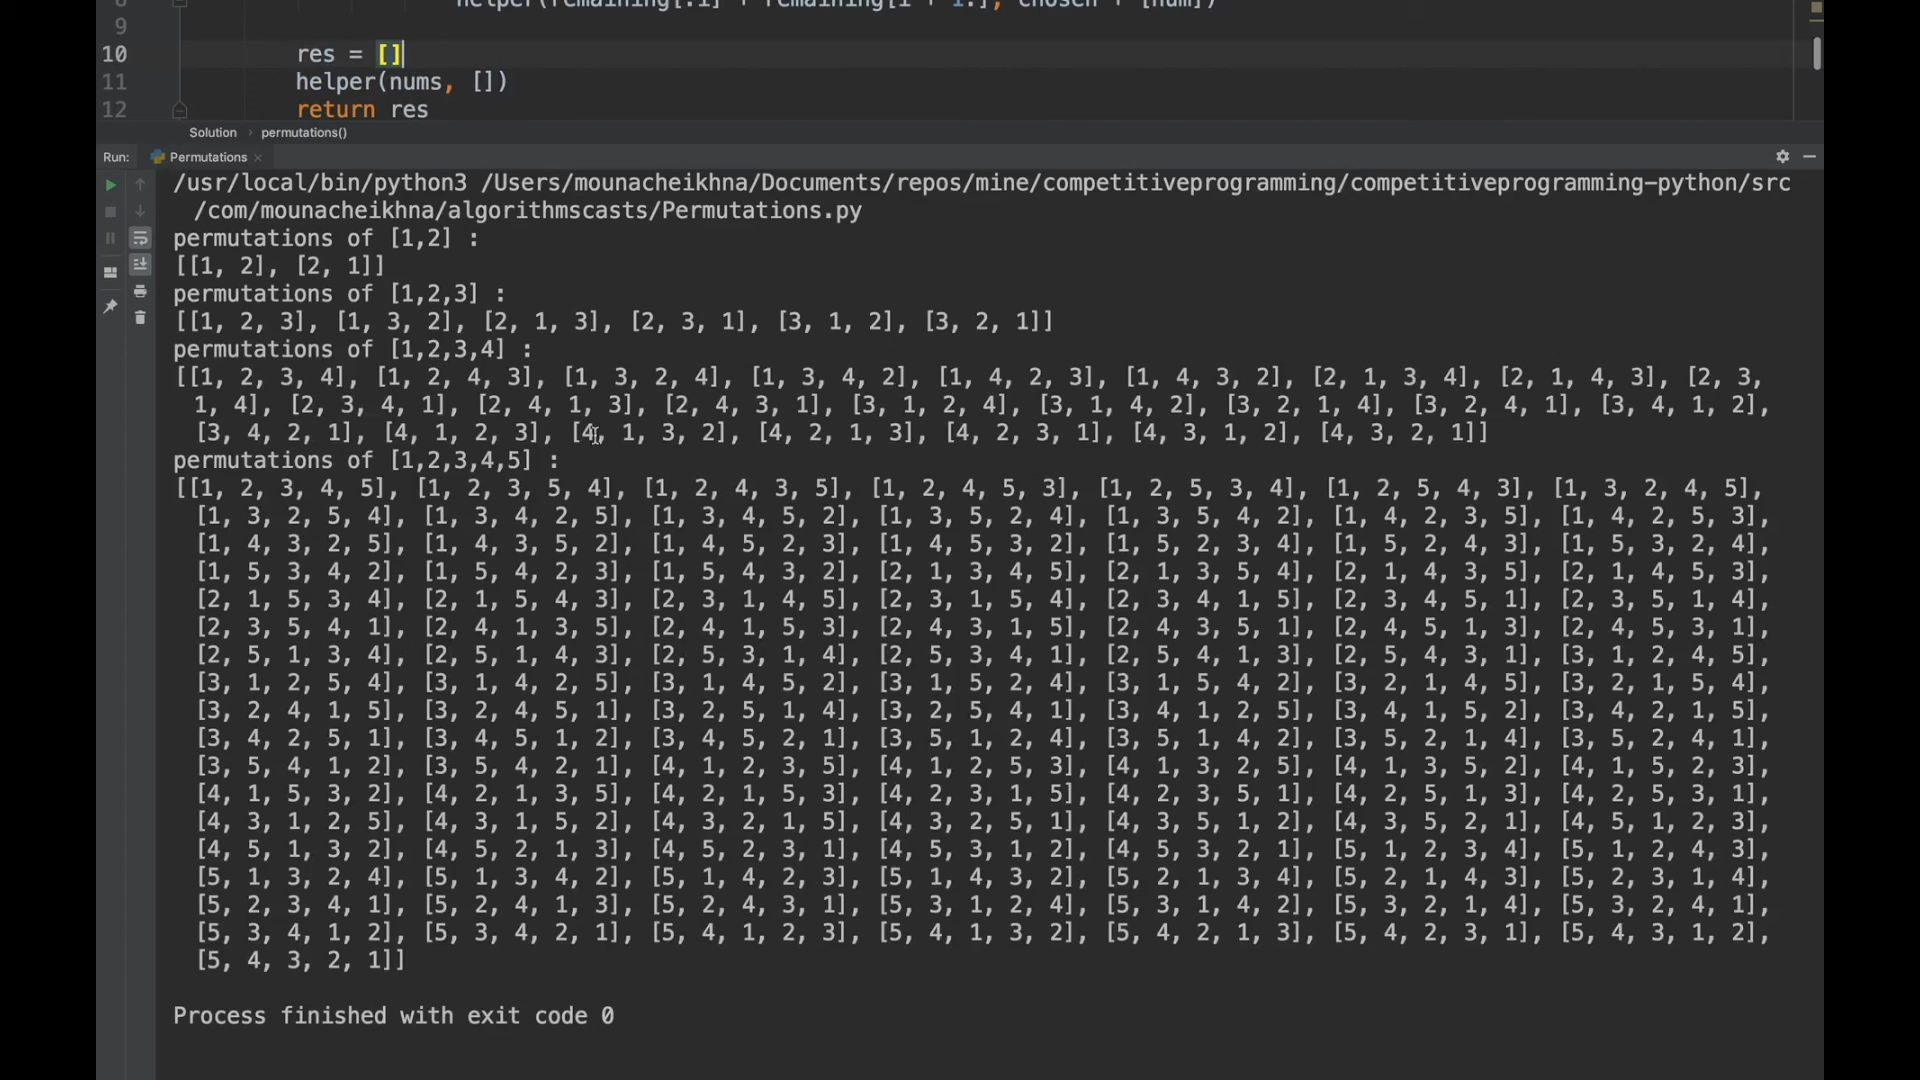 8 helper(remaining[:i] + remaining[i + 1:], chosen + [num])
9
10 res = []
11 helper(nums, [])
12 return res
Solution › permutations()
Run: Permutations ×
/usr/local/bin/python3 /Users/mounacheikhna/Documents/repos/mine/competitiveprogramming/competitiveprogramming-python/src
/com/mounacheikhna/algorithmscasts/Permutations.py
permutations of [1,2] :
[[1, 2], [2, 1]]
permutations of [1,2,3] :
[[1, 2, 3], [1, 3, 2], [2, 1, 3], [2, 3, 1], [3, 1, 2], [3, 2, 1]]
permutations of [1,2,3,4] :
[[1, 2, 3, 4], [1, 2, 4, 3], [1, 3, 2, 4], [1, 3, 4, 2], [1, 4, 2, 3], [1, 4, 3, 2], [2, 1, 3, 4], [2, 1, 4, 3], [2, 3,
1, 4], [2, 3, 4, 1], [2, 4, 1, 3], [2, 4, 3, 1], [3, 1, 2, 4], [3, 1, 4, 2], [3, 2, 1, 4], [3, 2, 4, 1], [3, 4, 1, 2],
[3, 4, 2, 1], [4, 1, 2, 3], [4, 1, 3, 2], [4, 2, 1, 3], [4, 2, 3, 1], [4, 3, 1, 2], [4, 3, 2, 1]]
permutations of [1,2,3,4,5] :
[[1, 2, 3, 4, 5], [1, 2, 3, 5, 4], [1, 2, 4, 3, 5], [1, 2, 4, 5, 3], [1, 2, 5, 3, 4], [1, 2, 5, 4, 3], [1, 3, 2, 4, 5],
[1, 3, 2, 5, 4], [1, 3, 4, 2, 5], [1, 3, 4, 5, 2], [1, 3, 5, 2, 4], [1, 3, 5, 4, 2], [1, 4, 2, 3, 5], [1, 4, 2, 5, 3],
[1, 4, 3, 2, 5], [1, 4, 3, 5, 2], [1, 4, 5, 2, 3], [1, 4, 5, 3, 2], [1, 5, 2, 3, 4], [1, 5, 2, 4, 3], [1, 5, 3, 2, 4],
[1, 5, 3, 4, 2], [1, 5, 4, 2, 3], [1, 5, 4, 3, 2], [2, 1, 3, 4, 5], [2, 1, 3, 5, 4], [2, 1, 4, 3, 5], [2, 1, 4, 5, 3],
[2, 1, 5, 3, 4], [2, 1, 5, 4, 3], [2, 3, 1, 4, 5], [2, 3, 1, 5, 4], [2, 3, 4, 1, 5], [2, 3, 4, 5, 1], [2, 3, 5, 1, 4],
[2, 3, 5, 4, 1], [2, 4, 1, 3, 5], [2, 4, 1, 5, 3], [2, 4, 3, 1, 5], [2, 4, 3, 5, 1], [2, 4, 5, 1, 3], [2, 4, 5, 3, 1],
[2, 5, 1, 3, 4], [2, 5, 1, 4, 3], [2, 5, 3, 1, 4], [2, 5, 3, 4, 1], [2, 5, 4, 1, 3], [2, 5, 4, 3, 1], [3, 1, 2, 4, 5],
[3, 1, 2, 5, 4], [3, 1, 4, 2, 5], [3, 1, 4, 5, 2], [3, 1, 5, 2, 4], [3, 1, 5, 4, 2], [3, 2, 1, 4, 5], [3, 2, 1, 5, 4],
[3, 2, 4, 1, 5], [3, 2, 4, 5, 1], [3, 2, 5, 1, 4], [3, 2, 5, 4, 1], [3, 4, 1, 2, 5], [3, 4, 1, 5, 2], [3, 4, 2, 1, 5],
[3, 4, 2, 5, 1], [3, 4, 5, 1, 2], [3, 4, 5, 2, 1], [3, 5, 1, 2, 4], [3, 5, 1, 4, 2], [3, 5, 2, 1, 4], [3, 5, 2, 4, 1],
[3, 5, 4, 1, 2], [3, 5, 4, 2, 1], [4, 1, 2, 3, 5], [4, 1, 2, 5, 3], [4, 1, 3, 2, 5], [4, 1, 3, 5, 2], [4, 1, 5, 2, 3],
[4, 1, 5, 3, 2], [4, 2, 1, 3, 5], [4, 2, 1, 5, 3], [4, 2, 3, 1, 5], [4, 2, 3, 5, 1], [4, 2, 5, 1, 3], [4, 2, 5, 3, 1],
[4, 3, 1, 2, 5], [4, 3, 1, 5, 2], [4, 3, 2, 1, 5], [4, 3, 2, 5, 1], [4, 3, 5, 1, 2], [4, 3, 5, 2, 1], [4, 5, 1, 2, 3],
[4, 5, 1, 3, 2], [4, 5, 2, 1, 3], [4, 5, 2, 3, 1], [4, 5, 3, 1, 2], [4, 5, 3, 2, 1], [5, 1, 2, 3, 4], [5, 1, 2, 4, 3],
[5, 1, 3, 2, 4], [5, 1, 3, 4, 2], [5, 1, 4, 2, 3], [5, 1, 4, 3, 2], [5, 2, 1, 3, 4], [5, 2, 1, 4, 3], [5, 2, 3, 1, 4],
[5, 2, 3, 4, 1], [5, 2, 4, 1, 3], [5, 2, 4, 3, 1], [5, 3, 1, 2, 4], [5, 3, 1, 4, 2], [5, 3, 2, 1, 4], [5, 3, 2, 4, 1],
[5, 3, 4, 1, 2], [5, 3, 4, 2, 1], [5, 4, 1, 2, 3], [5, 4, 1, 3, 2], [5, 4, 2, 1, 3], [5, 4, 2, 3, 1], [5, 4, 3, 1, 2],
[5, 4, 3, 2, 1]]
Process finished with exit code 0